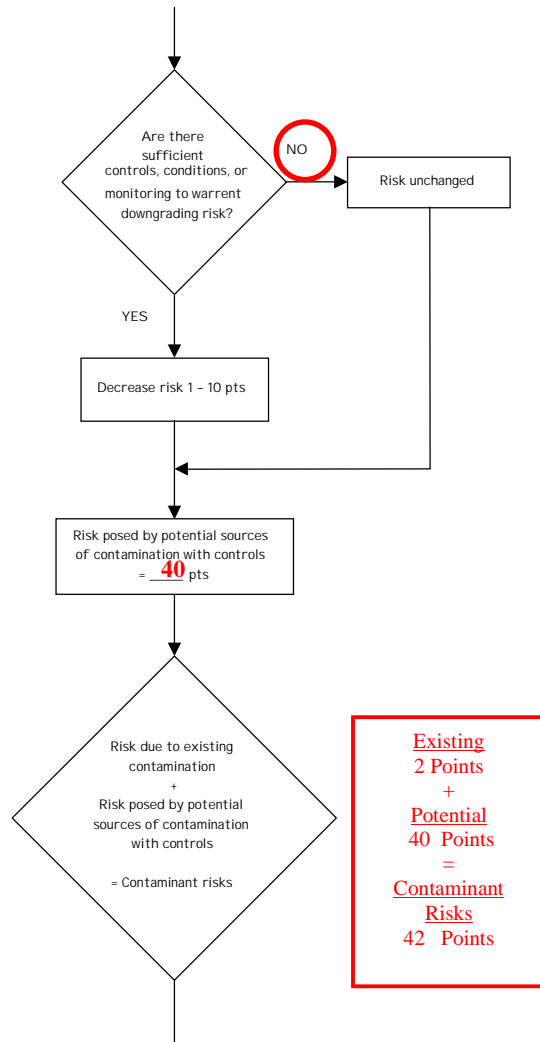 Are there
sufficient
controls, conditions, or
monitoring to warrent
downgrading risk?
NO
Risk unchanged
YES
Decrease risk 1 – 10 pts
Risk posed by potential sources
of contamination with controls
= 40 pts
Risk due to existing
contamination
+
Risk posed by potential
sources of contamination
with controls
= Contaminant risks
Existing
2 Points
+
Potential
40 Points
=
Contaminant
Risks
42 Points